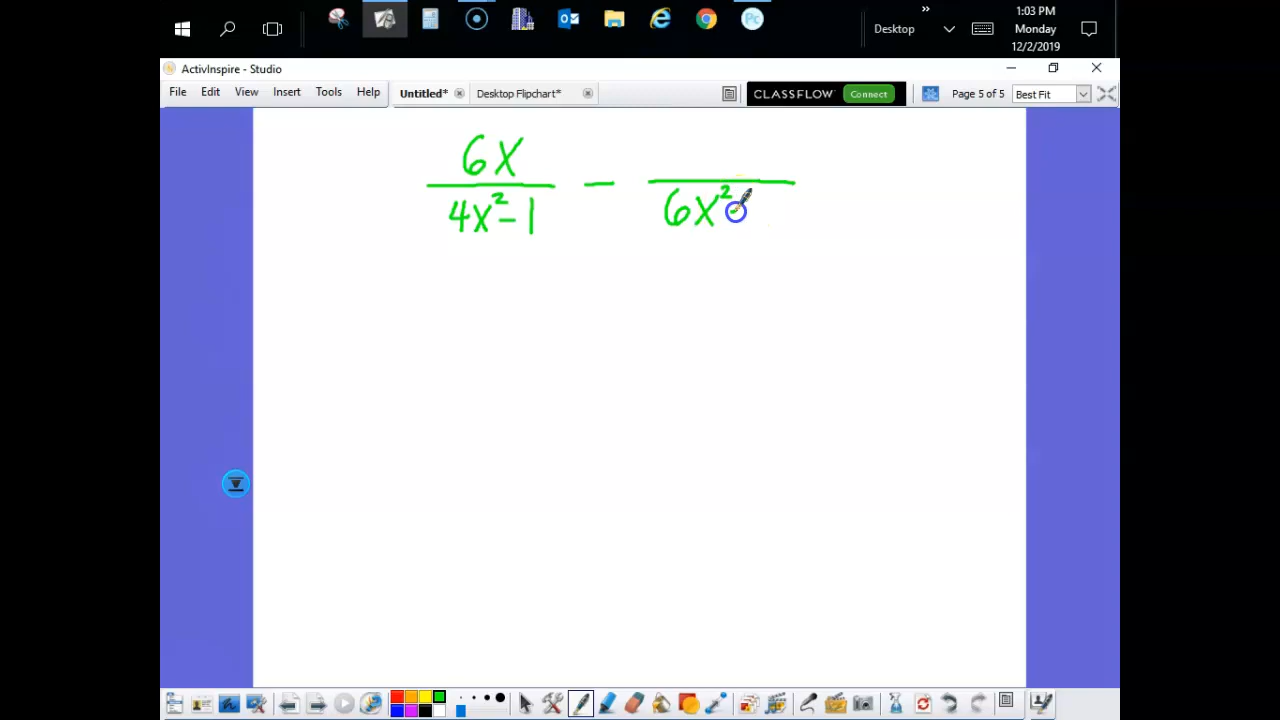 1:03 PM
Desktop
»
Monday
12/2/2019
ActivInspire - Studio
File Edit View Insert Tools Help Untitled* Desktop Flipchart* CLASSFLOW Connect Page 5 of 5 Best Fit
6X/4X²-1 - /6X²